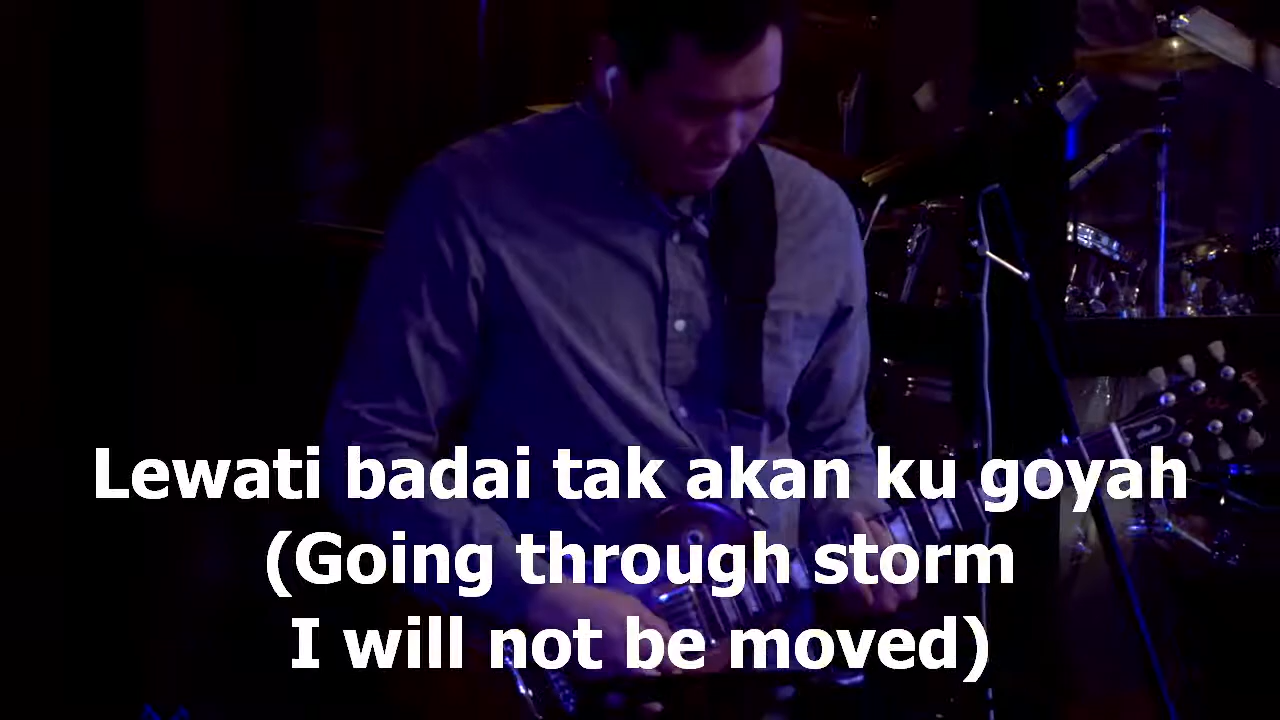 Lewati badai tak akan ku goyah
(Going through storm
I will not be moved)